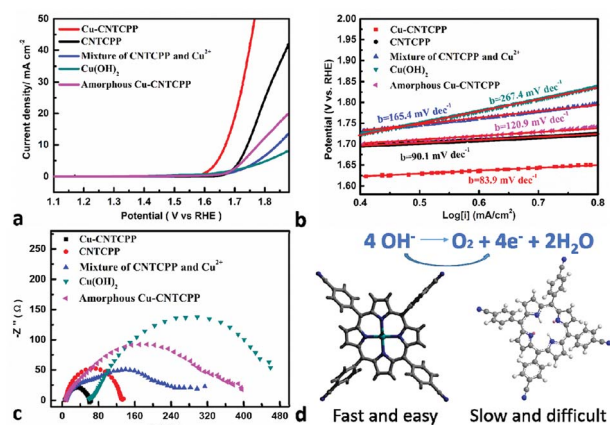 Cu-CNTCPP
CNTCPP
Mixture of CNTCPP and Cu²⁺
Cu(OH)₂
Amorphous Cu-CNTCPP
Current density/ mA cm⁻²
50
40
30
20
10
0
1.1 1.2 1.3 1.4 1.5 1.6 1.7 1.8
Potential ( V vs RHE)
a
Cu-CNTCPP
CNTCPP
Mixture of CNTCPP and Cu²⁺
Cu(OH)₂
Amorphous Cu-CNTCPP
b=267.4 mV dec⁻¹
b=165.4 mV dec⁻¹
b=120.9 mV dec⁻¹
b=90.1 mV dec⁻¹
b=83.9 mV dec⁻¹
Potential (V vs. RHE)
2.00
1.95
1.90
1.85
1.80
1.75
1.70
1.65
1.60
0.4 0.5 0.6 0.7 0.8
Log[i] (mA/cm²)
b
Cu-CNTCPP
CNTCPP
Mixture of CNTCPP and Cu²⁺
Cu(OH)₂
Amorphous Cu-CNTCPP
-Z'' ( Ω )
250
200
150
100
50
0
0 80 160 240 320 400 480
c
4 OH⁻ → O₂ + 4e⁻ + 2H₂O
d
Fast and easy
Slow and difficult